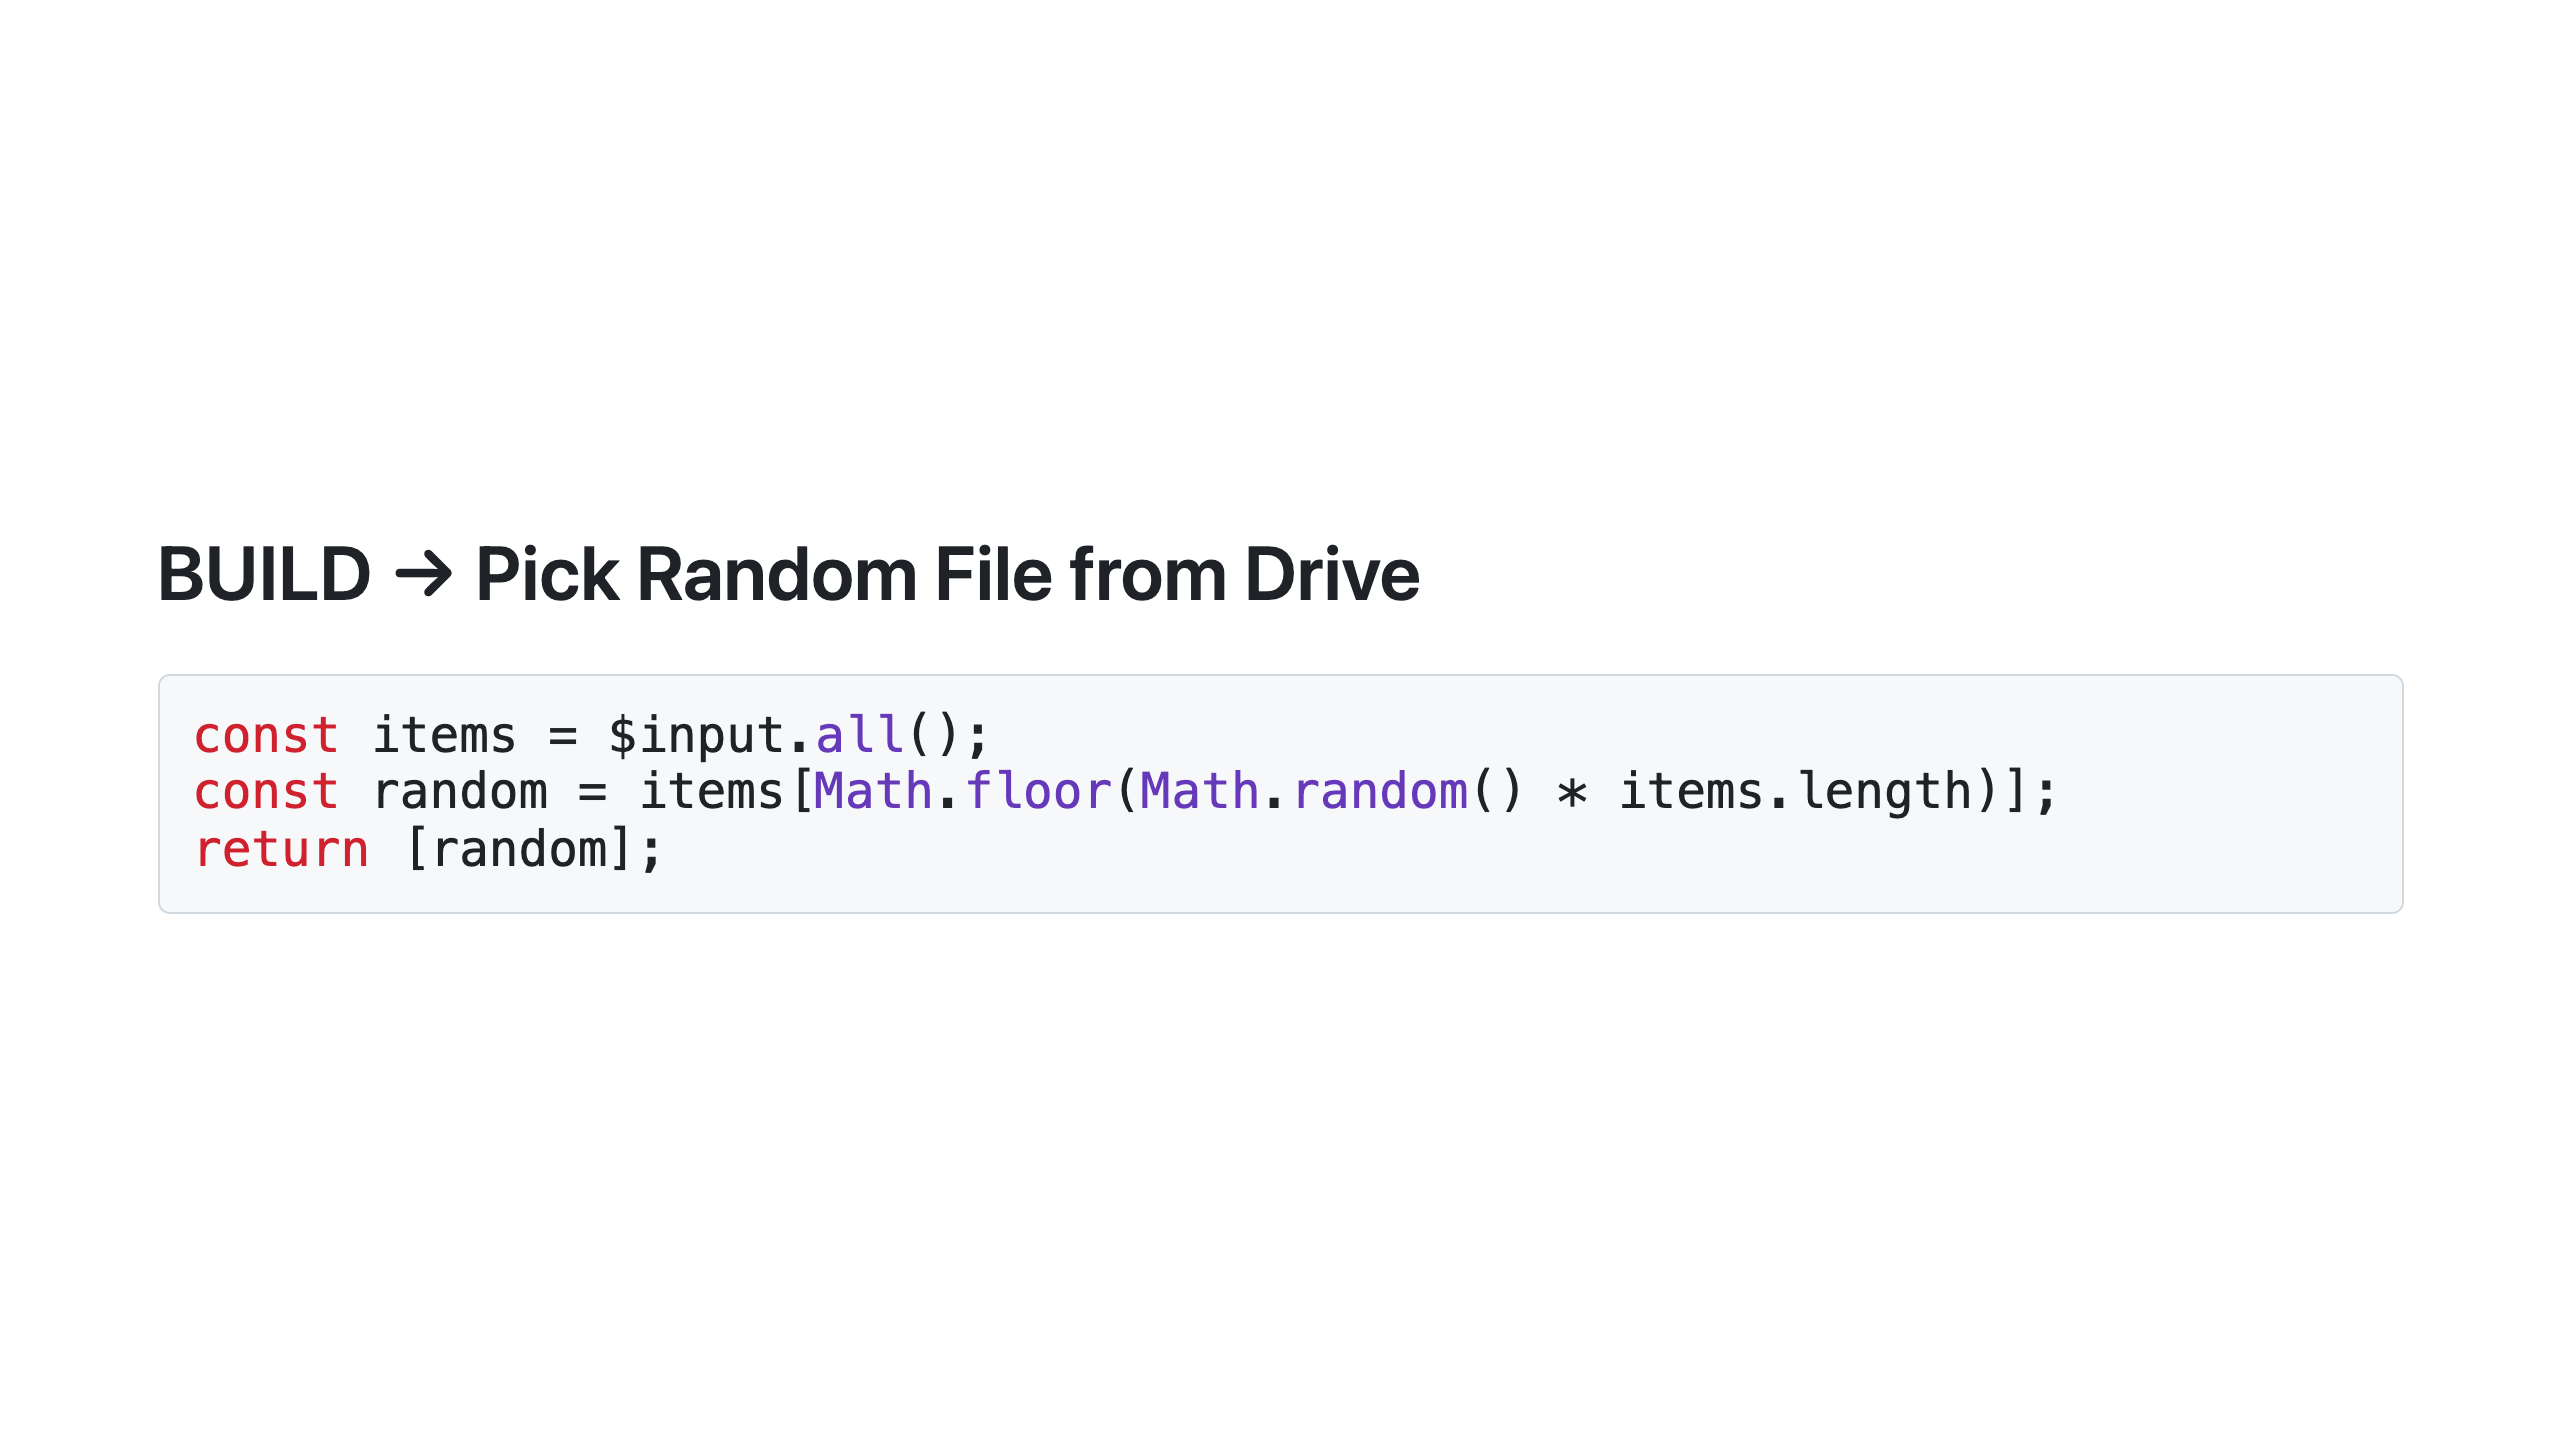 BUILD → Pick Random File from Drive
const items = $input.all();
const random = items[Math.floor(Math.random() * items.length)];
return [random];